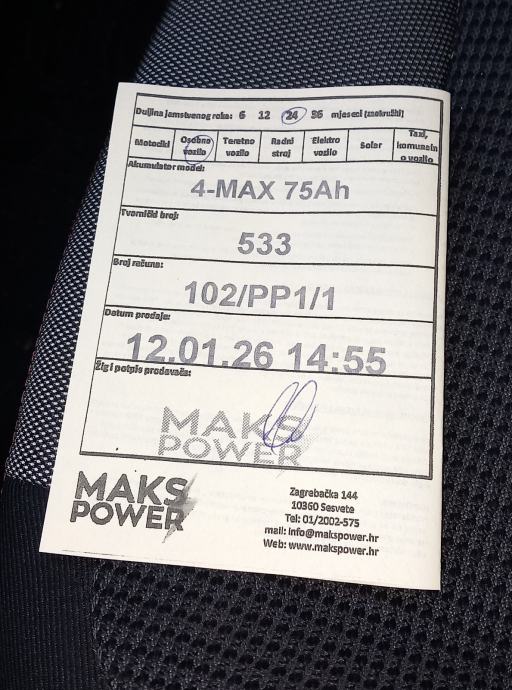 Duljina jamstvenog roka: 6 12 24 36 mjeseci (zaokružiti)
Motocikl Osobno vozilo Teretno vozilo Radni stroj Elektro vozilo Solar Taxi, komunaln o vozilo
Akumulator model:
4-MAX 75Ah
Tvornički broj:
533
Broj računa:
102/PP1/1
Datum prodaje:
12.01.26 14:55
Žig i potpis prodavača:
MAKS
POWER
MAKS
POWER
Zagrebačka 144
10360 Sesvete
Tel: 01/2002-575
mail: info@makspower.hr
Web: www.makspower.hr